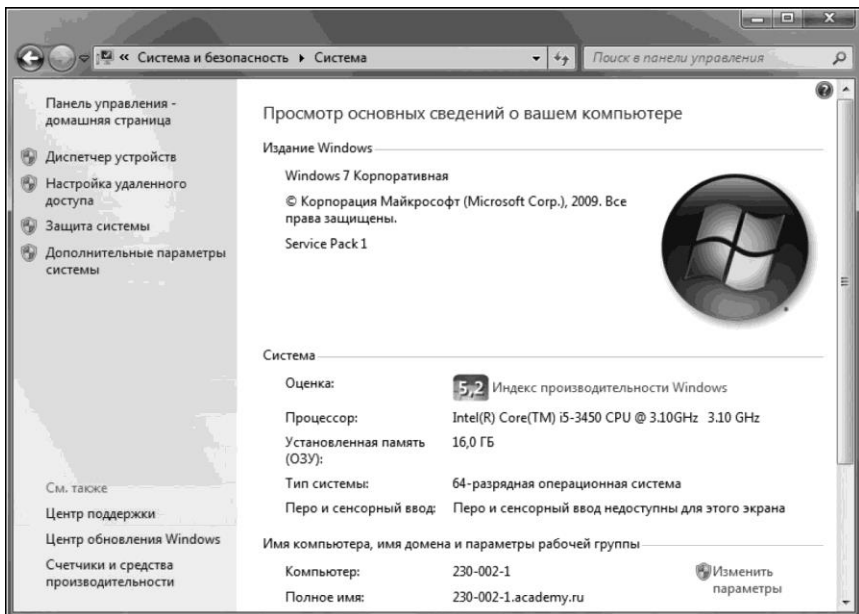 « Система и безопасность ▸ Система
Поиск в панели управления
Панель управления -
домашняя страница
Диспетчер устройств
Настройка удаленного
доступа
Защита системы
Дополнительные параметры
системы
См. также
Центр поддержки
Центр обновления Windows
Счетчики и средства
производительности
Просмотр основных сведений о вашем компьютере
Издание Windows
Windows 7 Корпоративная
© Корпорация Майкрософт (Microsoft Corp.), 2009. Все
права защищены.
Service Pack 1
Система
Оценка: 5,2 Индекс производительности Windows
Процессор: Intel(R) Core(TM) i5-3450 CPU @ 3.10GHz 3.10 GHz
Установленная память 16,0 ГБ
(ОЗУ):
Тип системы: 64-разрядная операционная система
Перо и сенсорный ввод: Перо и сенсорный ввод недоступны для этого экрана
Имя компьютера, имя домена и параметры рабочей группы
Компьютер: 230-002-1 Изменить
параметры
Полное имя: 230-002-1.academy.ru